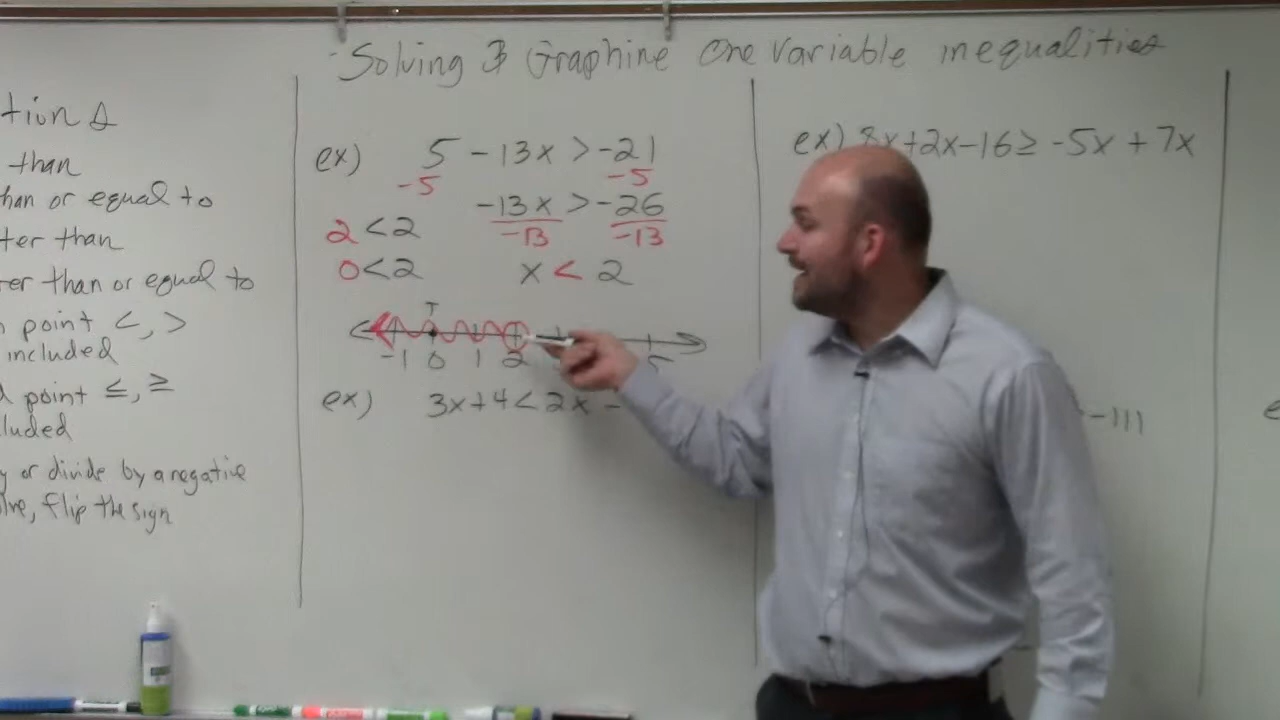 Solving & Graphine One Variable inequalities
tion
than
han or equal to
ter than
ter than or equal to
point <, >
included
point ≤, ≥
luded
y or divide by a negative
lve, flip the sign
ex) 5 - 13x > -21
-5 -5
-13x > -26
-13 -13
2 < 2
0 < 2
x < 2
T
-1 0 1 2
ex) 3x + 4 < 2x -
ex) 8x + 2x - 16 ≥ -5x + 7x
-111